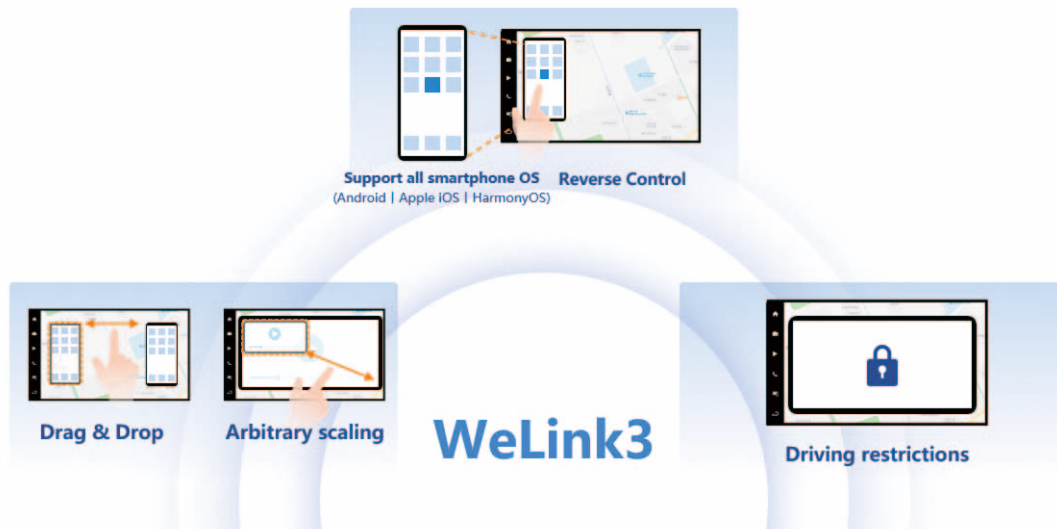 Support all smartphone OS
(Android | Apple iOS | HarmonyOS)
Reverse Control
Drag & Drop
Arbitrary scaling
WeLink3
Driving restrictions